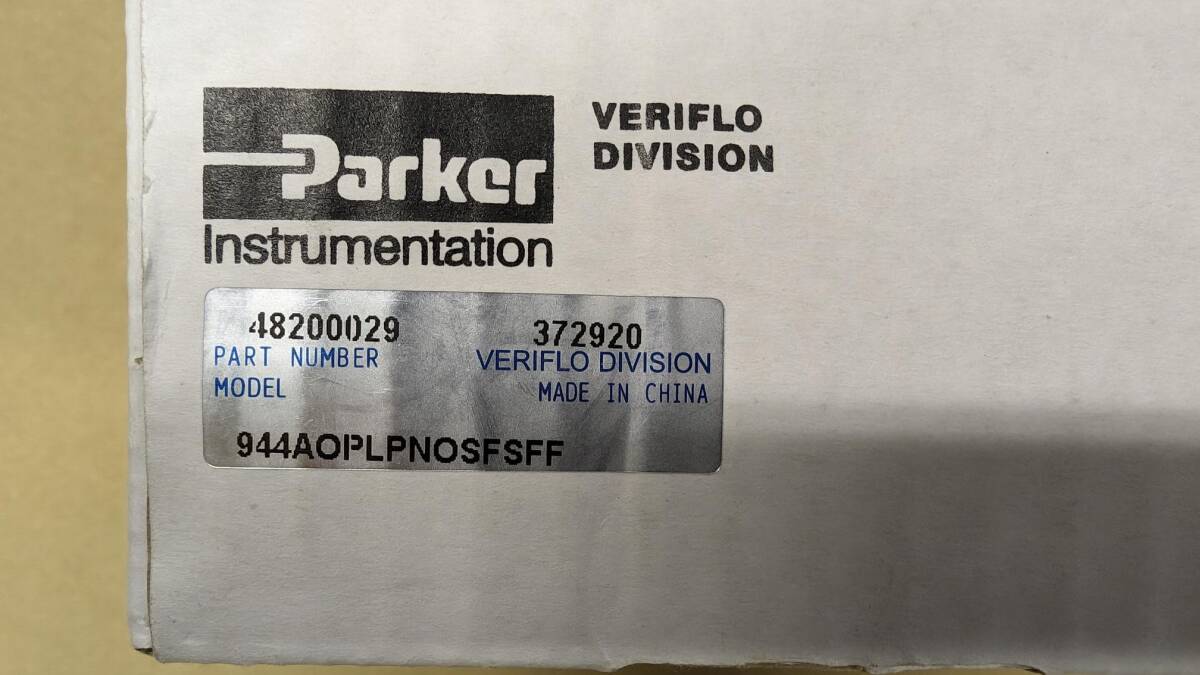 Parker
Instrumentation
VERIFLO
DIVISION
48200029 372920
PART NUMBER VERIFLO DIVISION
MODEL MADE IN CHINA
944AOPLPNOSFSFF